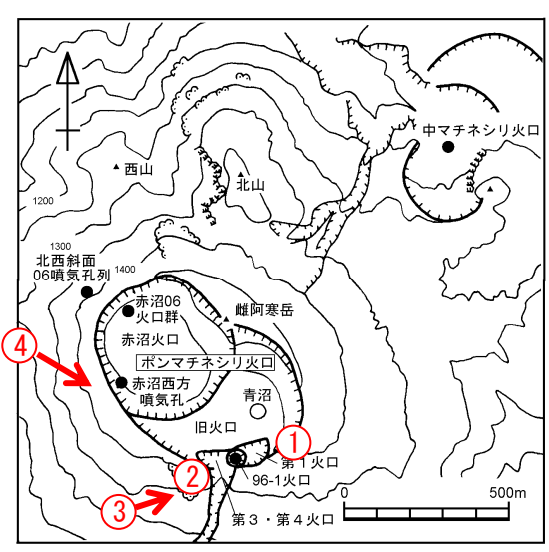 中マチネシリ火口
西山
北山
1200
1300
1400
北西斜面
06噴気孔列
赤沼06
火口群
雌阿寒岳
赤沼火口
④
ポンマチネシリ火口
赤沼西方
噴気孔
青沼
旧火口
①
第1火口
②
96-1火口
③
第3・第4火口
0
500m